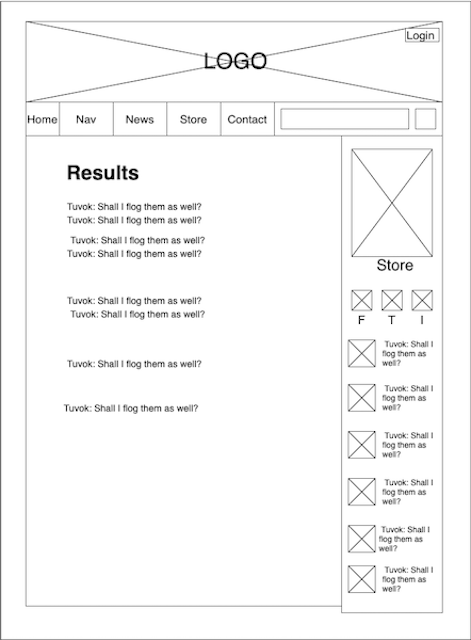 Login
LOGO
Home Nav News Store Contact
Results
Tuvok: Shall I flog them as well?
Tuvok: Shall I flog them as well?
Tuvok: Shall I flog them as well?
Tuvok: Shall I flog them as well?
Tuvok: Shall I flog them as well?
Tuvok: Shall I flog them as well?
Tuvok: Shall I flog them as well?
Tuvok: Shall I flog them as well?
Store
F T I
Tuvok: Shall I
flog them as
well?
Tuvok: Shall I
flog them as
well?
Tuvok: Shall I
flog them as
well?
Tuvok: Shall I
flog them as
well?
Tuvok: Shall I
flog them as
well?
Tuvok: Shall I
flog them as
well?